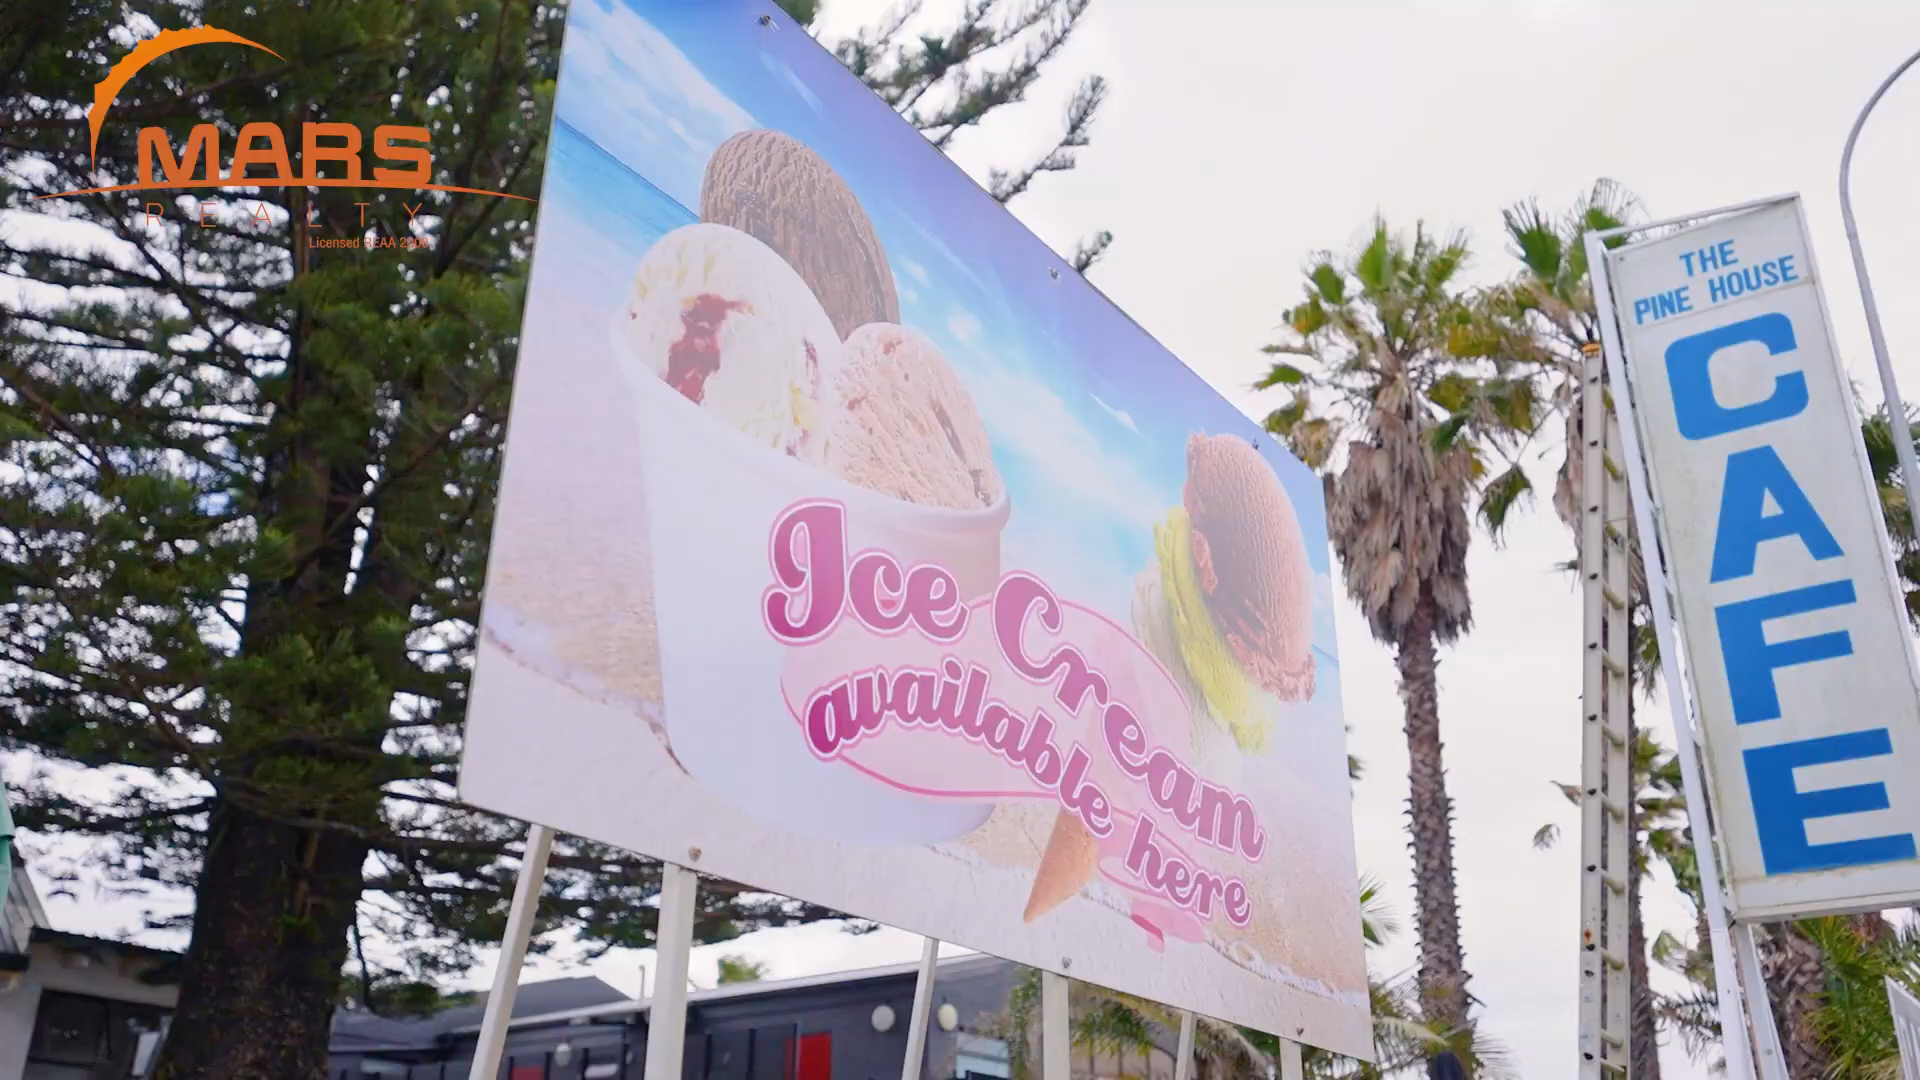 MARS
REALTY
Licensed REAA 2008
Ice Cream
available here
THE
PINE HOUSE
CAFE